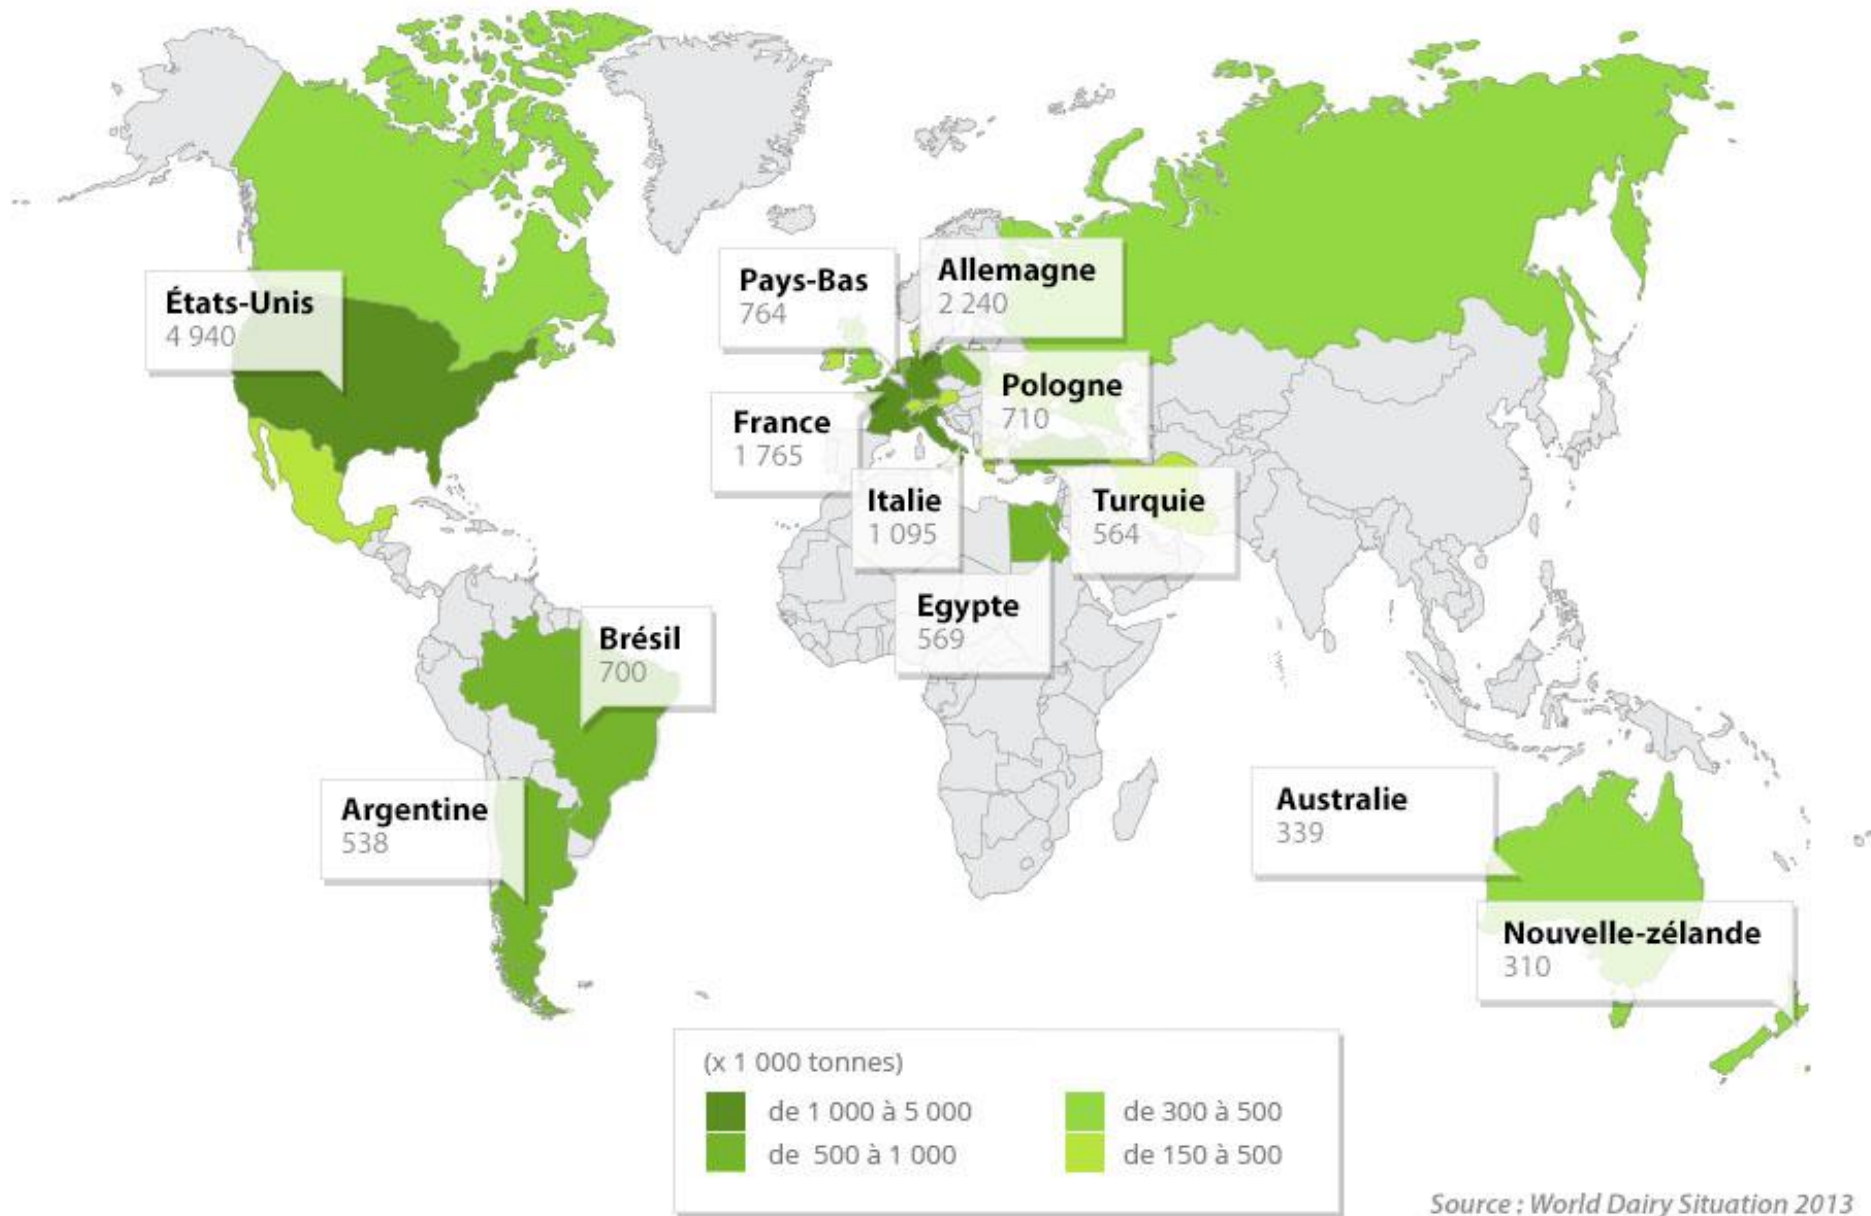 Pays-Bas
764
Allemagne
2 240
États-Unis
4 940
Pologne
710
France
1 765
Italie
1 095
Turquie
564
Egypte
569
Brésil
700
Argentine
538
Australie
339
Nouvelle-zélande
310
(x 1 000 tonnes)
de 1 000 à 5 000
de 500 à 1 000
de 300 à 500
de 150 à 500
Source : World Dairy Situation 2013